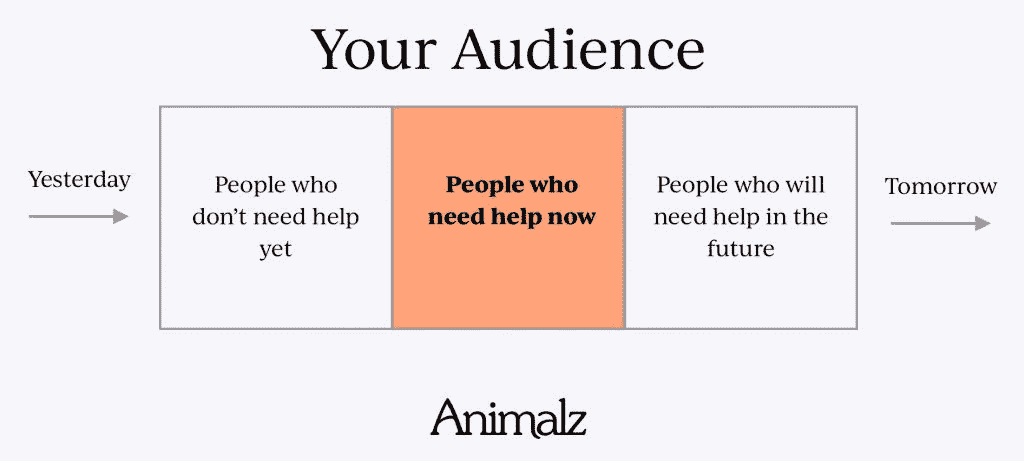 Your Audience
Yesterday
People who
don’t need help
yet
People who
need help now
People who will
need help in the
future
Tomorrow
Animalz